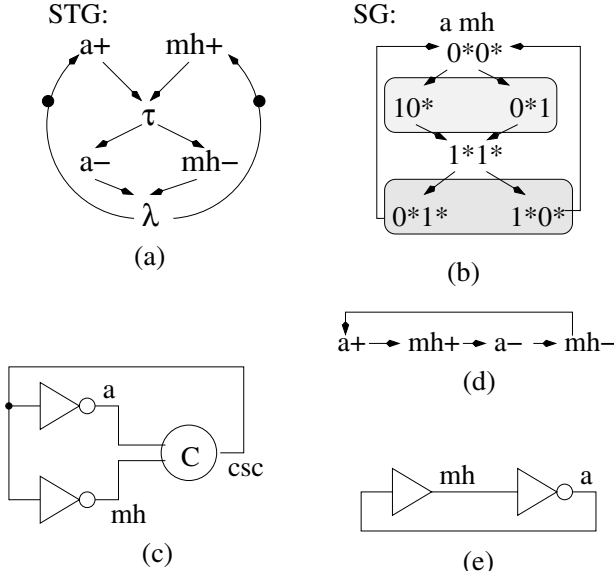 STG:
a+ mh+
τ
a− mh−
λ
(a)
SG:
a mh
0*0*
10* 0*1
1*1*
0*1* 1*0*
(b)
a
C
csc
mh
(c)
a+ mh+ a− mh−
(d)
mh a
(e)